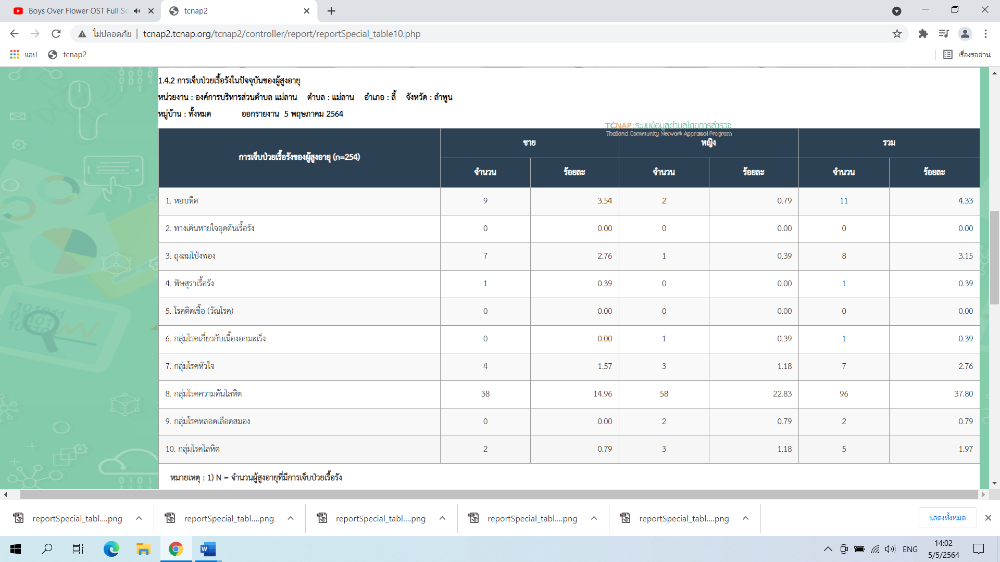 Boys Over Flower OST Full Sc
tcnap2
ไม่ปลอดภัย tcnap2.tcnap.org/tcnap2/controller/report/reportSpecial_table10.php
แอป tcnap2 เรื่องรออ่าน
1.4.2 การเจ็บป่วยเรื้อรังในปัจจุบันของผู้สูงอายุ
หน่วยงาน : องค์การบริหารส่วนตำบล แม่ลาน ตำบล : แม่ลาน อำเภอ : ลี้ จังหวัด : ลำพูน
หมู่บ้าน : ทั้งหมด ออกรายงาน 5 พฤษภาคม 2564
TCNAP : ระบบข้อมูลตำบลโดยการสำรวจ
Thailand Community Network Appraisal Program
การเจ็บป่วยเรื้อรังของผู้สูงอายุ (n=254) ชาย หญิง รวม
จำนวน ร้อยละ จำนวน ร้อยละ จำนวน ร้อยละ
1. หอบหืด 9 3.54 2 0.79 11 4.33
2. ทางเดินหายใจอุดตันเรื้อรัง 0 0.00 0 0.00 0 0.00
3. ถุงลมโป่งพอง 7 2.76 1 0.39 8 3.15
4. พิษสุราเรื้อรัง 1 0.39 0 0.00 1 0.39
5. โรคติดเชื้อ (วัณโรค) 0 0.00 0 0.00 0 0.00
6. กลุ่มโรคเกี่ยวกับเนื้องอกมะเร็ง 0 0.00 1 0.39 1 0.39
7. กลุ่มโรคหัวใจ 4 1.57 3 1.18 7 2.76
8. กลุ่มโรคความดันโลหิต 38 14.96 58 22.83 96 37.80
9. กลุ่มโรคหลอดเลือดสมอง 0 0.00 2 0.79 2 0.79
10. กลุ่มโรคโลหิต 2 0.79 3 1.18 5 1.97
หมายเหตุ : 1) N = จำนวนผู้สูงอายุที่มีการเจ็บป่วยเรื้อรัง
reportSpecial_tabl....png reportSpecial_tabl....png reportSpecial_tabl....png reportSpecial_tabl....png reportSpecial_tabl....png แสดงทั้งหมด
ENG 14:02
5/5/2564